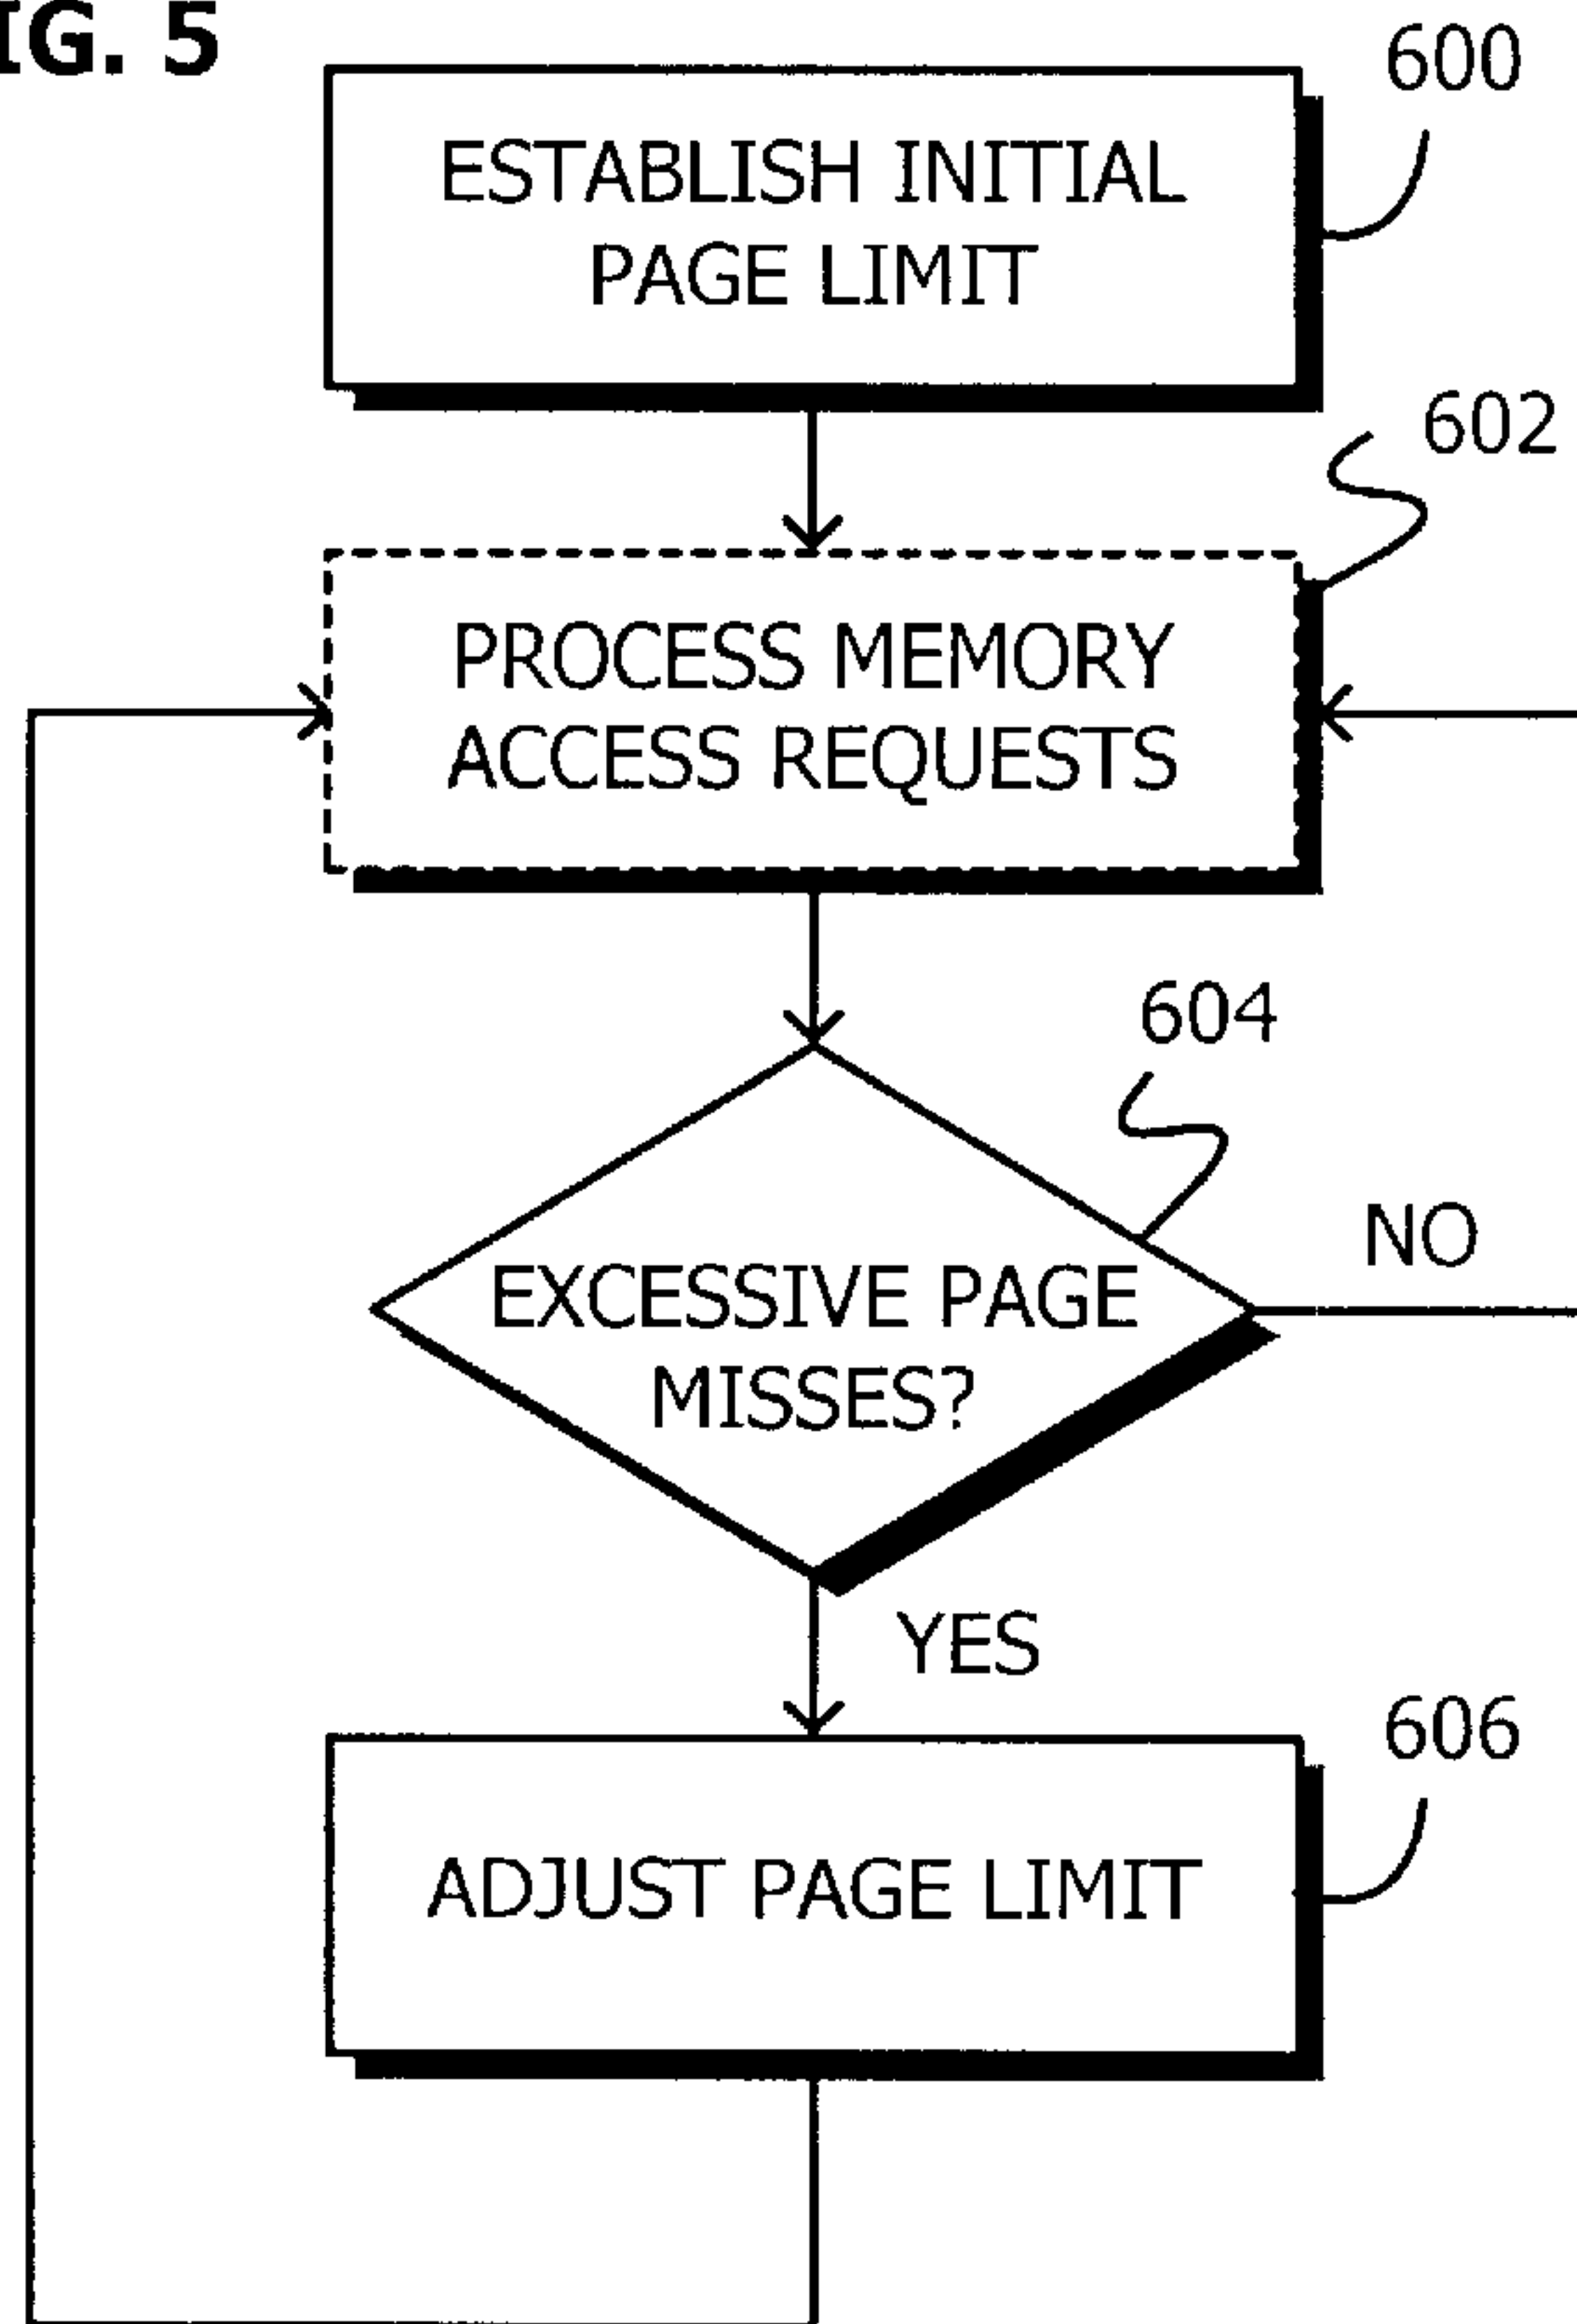 IG. 5
600
ESTABLISH INITIAL
PAGE LIMIT
602
PROCESS MEMORY
ACCESS REQUESTS
604
NO
EXCESSIVE PAGE
MISSES?
YES
606
ADJUST PAGE LIMIT